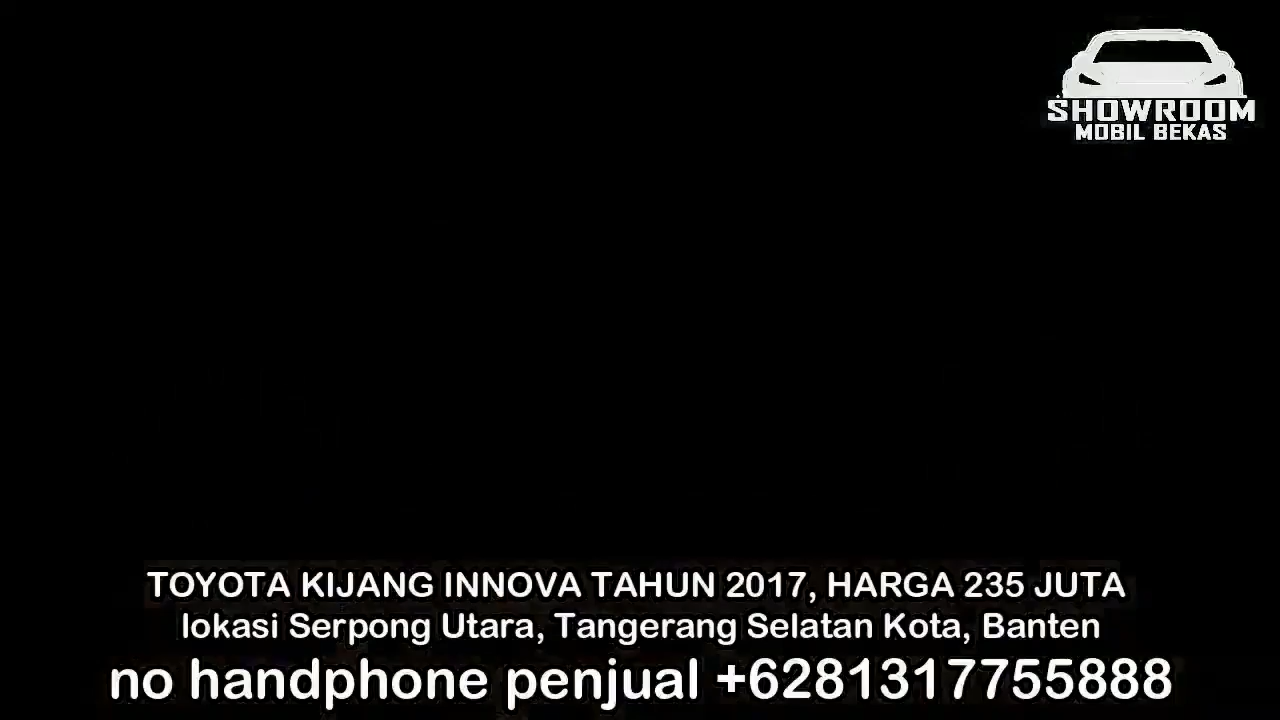 SHOWROOM
MOBIL BEKAS
TOYOTA KIJANG INNOVA TAHUN 2017, HARGA 235 JUTA
lokasi Serpong Utara, Tangerang Selatan Kota, Banten
no handphone penjual +6281317755888